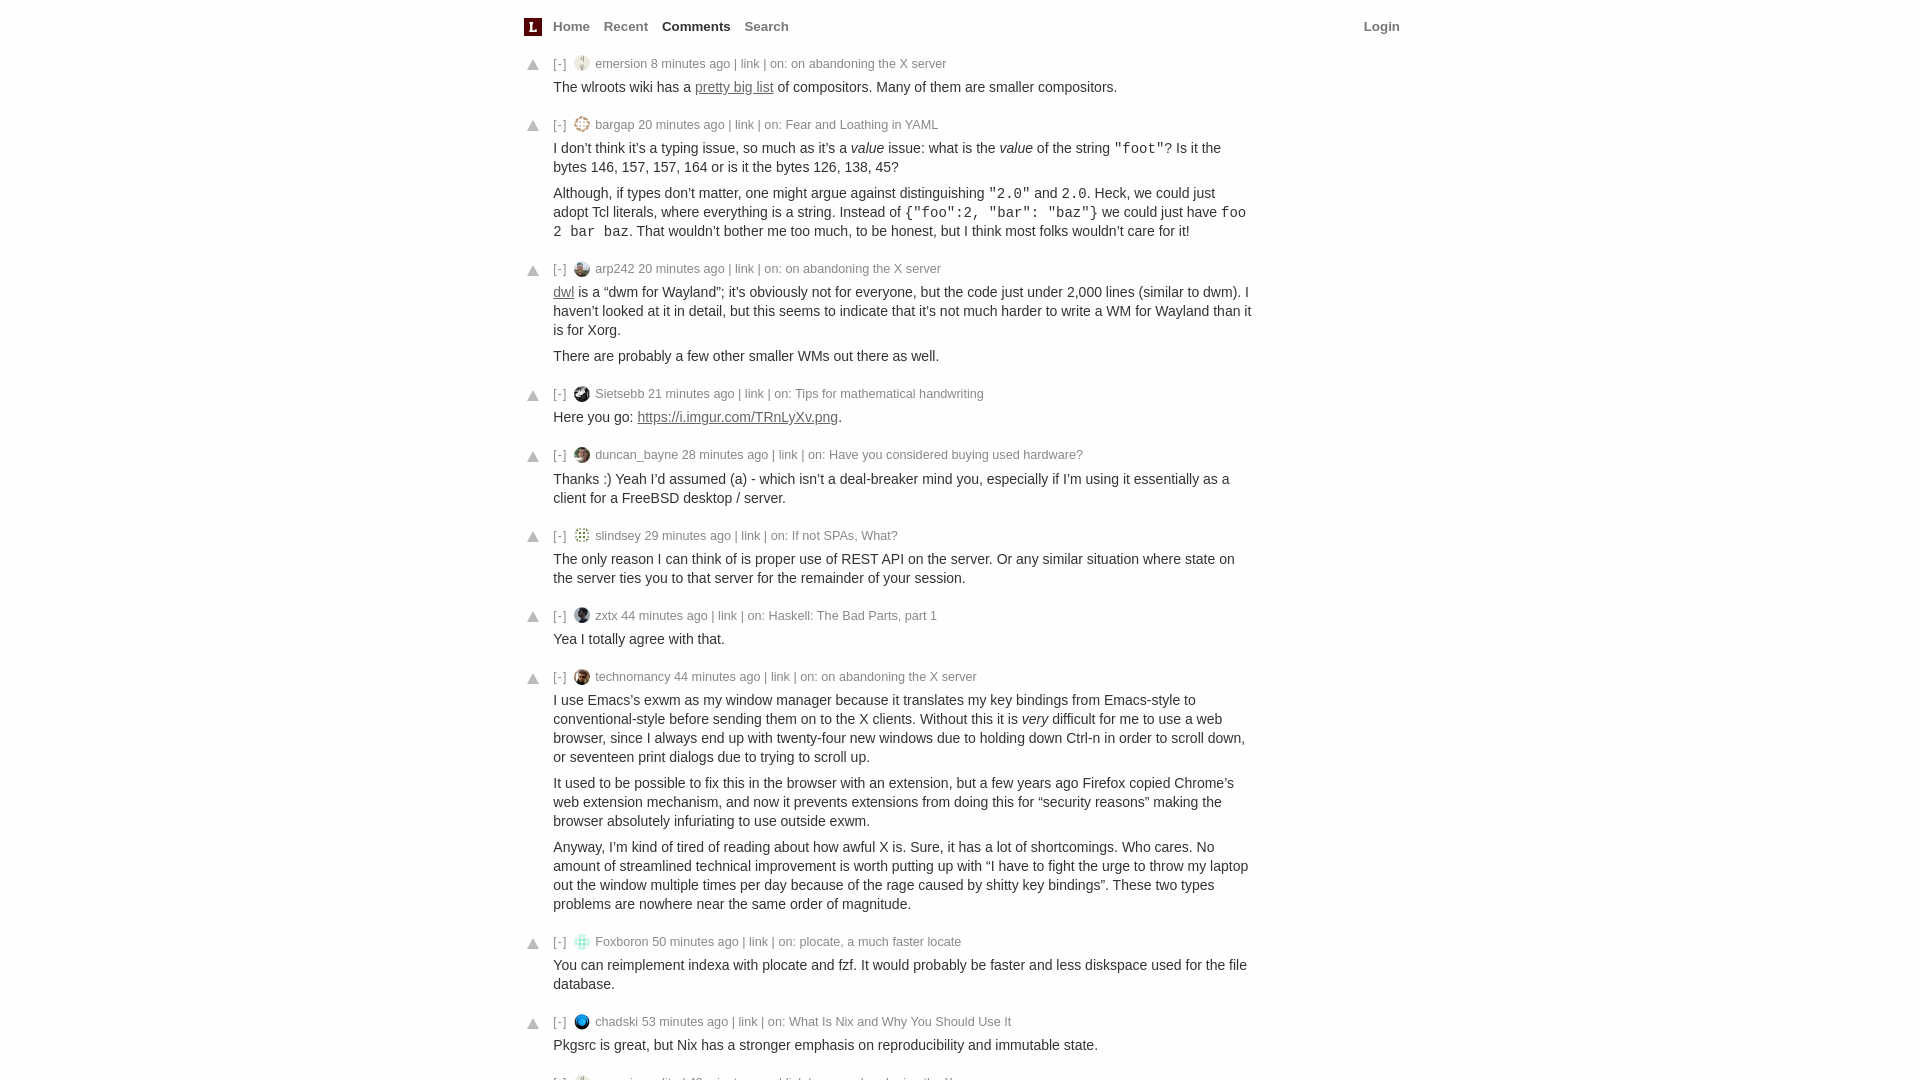 L Home Recent Comments Search Login
[-] emersion 8 minutes ago | link | on: on abandoning the X server
The wlroots wiki has a pretty big list of compositors. Many of them are smaller compositors.
[-] bargap 20 minutes ago | link | on: Fear and Loathing in YAML
I don’t think it’s a typing issue, so much as it’s a value issue: what is the value of the string "foot"? Is it the
bytes 146, 157, 157, 164 or is it the bytes 126, 138, 45?
Although, if types don’t matter, one might argue against distinguishing "2.0" and 2.0. Heck, we could just
adopt Tcl literals, where everything is a string. Instead of {"foo":2, "bar": "baz"} we could just have foo
2 bar baz. That wouldn’t bother me too much, to be honest, but I think most folks wouldn’t care for it!
[-] arp242 20 minutes ago | link | on: on abandoning the X server
dwl is a “dwm for Wayland”; it’s obviously not for everyone, but the code just under 2,000 lines (similar to dwm). I
haven’t looked at it in detail, but this seems to indicate that it’s not much harder to write a WM for Wayland than it
is for Xorg.
There are probably a few other smaller WMs out there as well.
[-] Sietsebb 21 minutes ago | link | on: Tips for mathematical handwriting
Here you go: https://i.imgur.com/TRnLyXv.png.
[-] duncan_bayne 28 minutes ago | link | on: Have you considered buying used hardware?
Thanks :) Yeah I’d assumed (a) - which isn’t a deal-breaker mind you, especially if I’m using it essentially as a
client for a FreeBSD desktop / server.
[-] slindsey 29 minutes ago | link | on: If not SPAs, What?
The only reason I can think of is proper use of REST API on the server. Or any similar situation where state on
the server ties you to that server for the remainder of your session.
[-] zxtx 44 minutes ago | link | on: Haskell: The Bad Parts, part 1
Yea I totally agree with that.
[-] technomancy 44 minutes ago | link | on: on abandoning the X server
I use Emacs’s exwm as my window manager because it translates my key bindings from Emacs-style to
conventional-style before sending them on to the X clients. Without this it is very difficult for me to use a web
browser, since I always end up with twenty-four new windows due to holding down Ctrl-n in order to scroll down,
or seventeen print dialogs due to trying to scroll up.
It used to be possible to fix this in the browser with an extension, but a few years ago Firefox copied Chrome’s
web extension mechanism, and now it prevents extensions from doing this for “security reasons” making the
browser absolutely infuriating to use outside exwm.
Anyway, I’m kind of tired of reading about how awful X is. Sure, it has a lot of shortcomings. Who cares. No
amount of streamlined technical improvement is worth putting up with “I have to fight the urge to throw my laptop
out the window multiple times per day because of the rage caused by shitty key bindings”. These two types
problems are nowhere near the same order of magnitude.
[-] Foxboron 50 minutes ago | link | on: plocate, a much faster locate
You can reimplement indexa with plocate and fzf. It would probably be faster and less diskspace used for the file
database.
[-] chadski 53 minutes ago | link | on: What Is Nix and Why You Should Use It
Pkgsrc is great, but Nix has a stronger emphasis on reproducibility and immutable state.